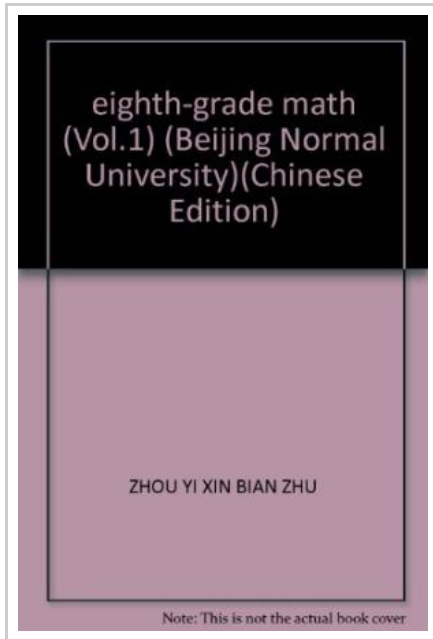 eighth-grade math
(Vol.1) (Beijing Normal
University)(Chinese
Edition)
ZHOU YI XIN BIAN ZHU
Note: This is not the actual book cover